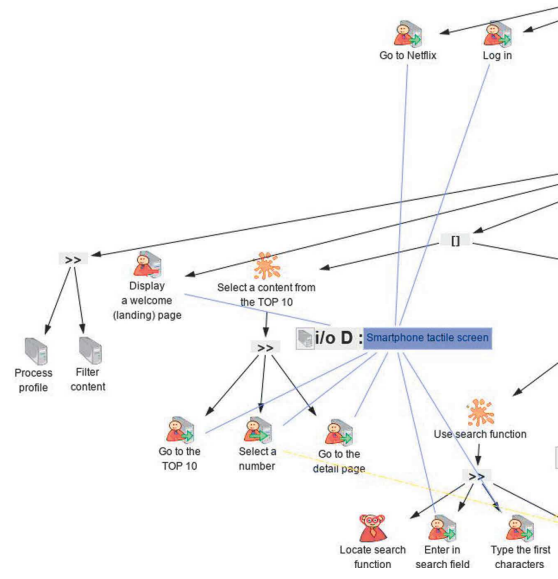 Go to Netflix
Log in
>>
[]
Display
a welcome
(landing) page
Select a content from
the TOP 10
i/o D : Smartphone tactile screen
>>
Process
profile
Filter
content
Go to the
TOP 10
Select a
number
Go to the
detail page
Use search function
>>
Locate search
function
Enter in
search field
Type the first
characters